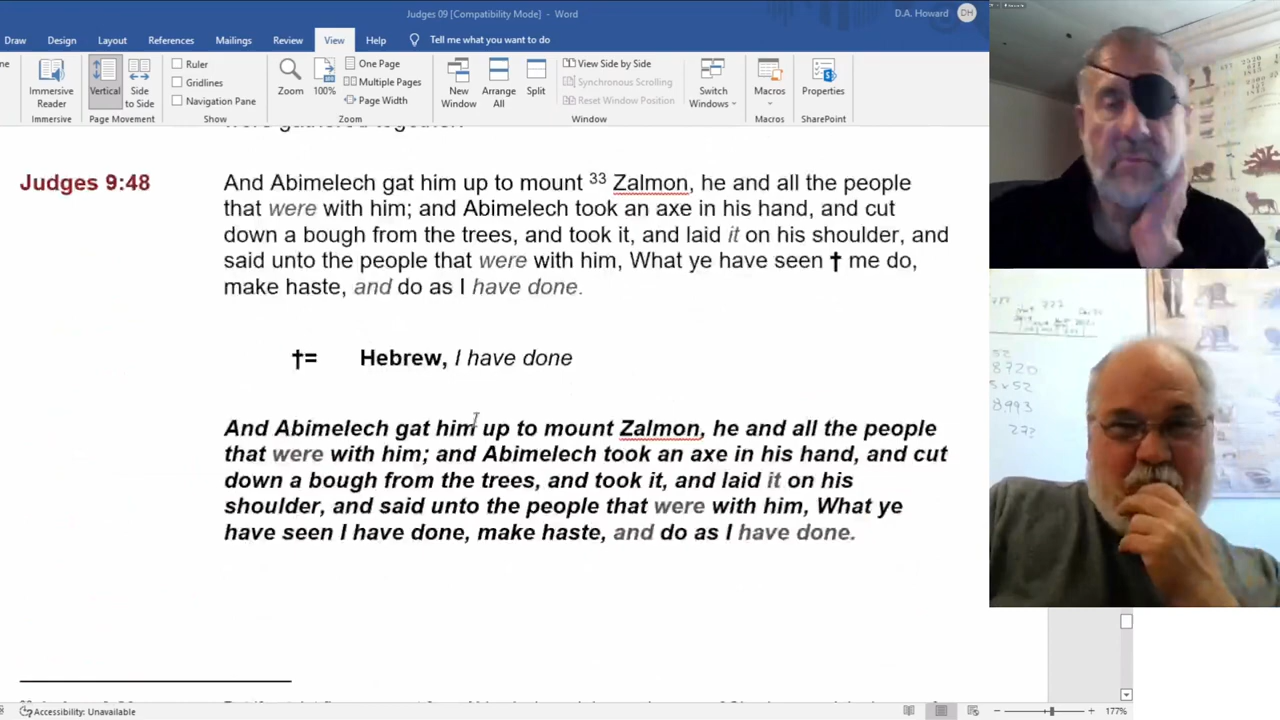 Judges 09 [Compatibility Mode] - Word
D.A. Howard DH
Draw Design Layout References Mailings Review View Help Tell me what you want to do
Immersive Reader
Immersive
Vertical
Side to Side
Page Movement
Ruler
Gridlines
Navigation Pane
Show
Zoom
100%
One Page
Multiple Pages
Page Width
Zoom
New Window
Arrange All
Split
View Side by Side
Synchronous Scrolling
Reset Window Position
Switch Windows
Window
Macros
Macros
Properties
SharePoint
were gathered together.
Judges 9:48 And Abimelech gat him up to mount 33 Zalmon, he and all the people
that were with him; and Abimelech took an axe in his hand, and cut
down a bough from the trees, and took it, and laid it on his shoulder, and
said unto the people that were with him, What ye have seen † me do,
make haste, and do as I have done.
†= Hebrew, I have done
And Abimelech gat him up to mount Zalmon, he and all the people
that were with him; and Abimelech took an axe in his hand, and cut
down a bough from the trees, and took it, and laid it on his
shoulder, and said unto the people that were with him, What ye
have seen I have done, make haste, and do as I have done.
Accessibility: Unavailable
177%